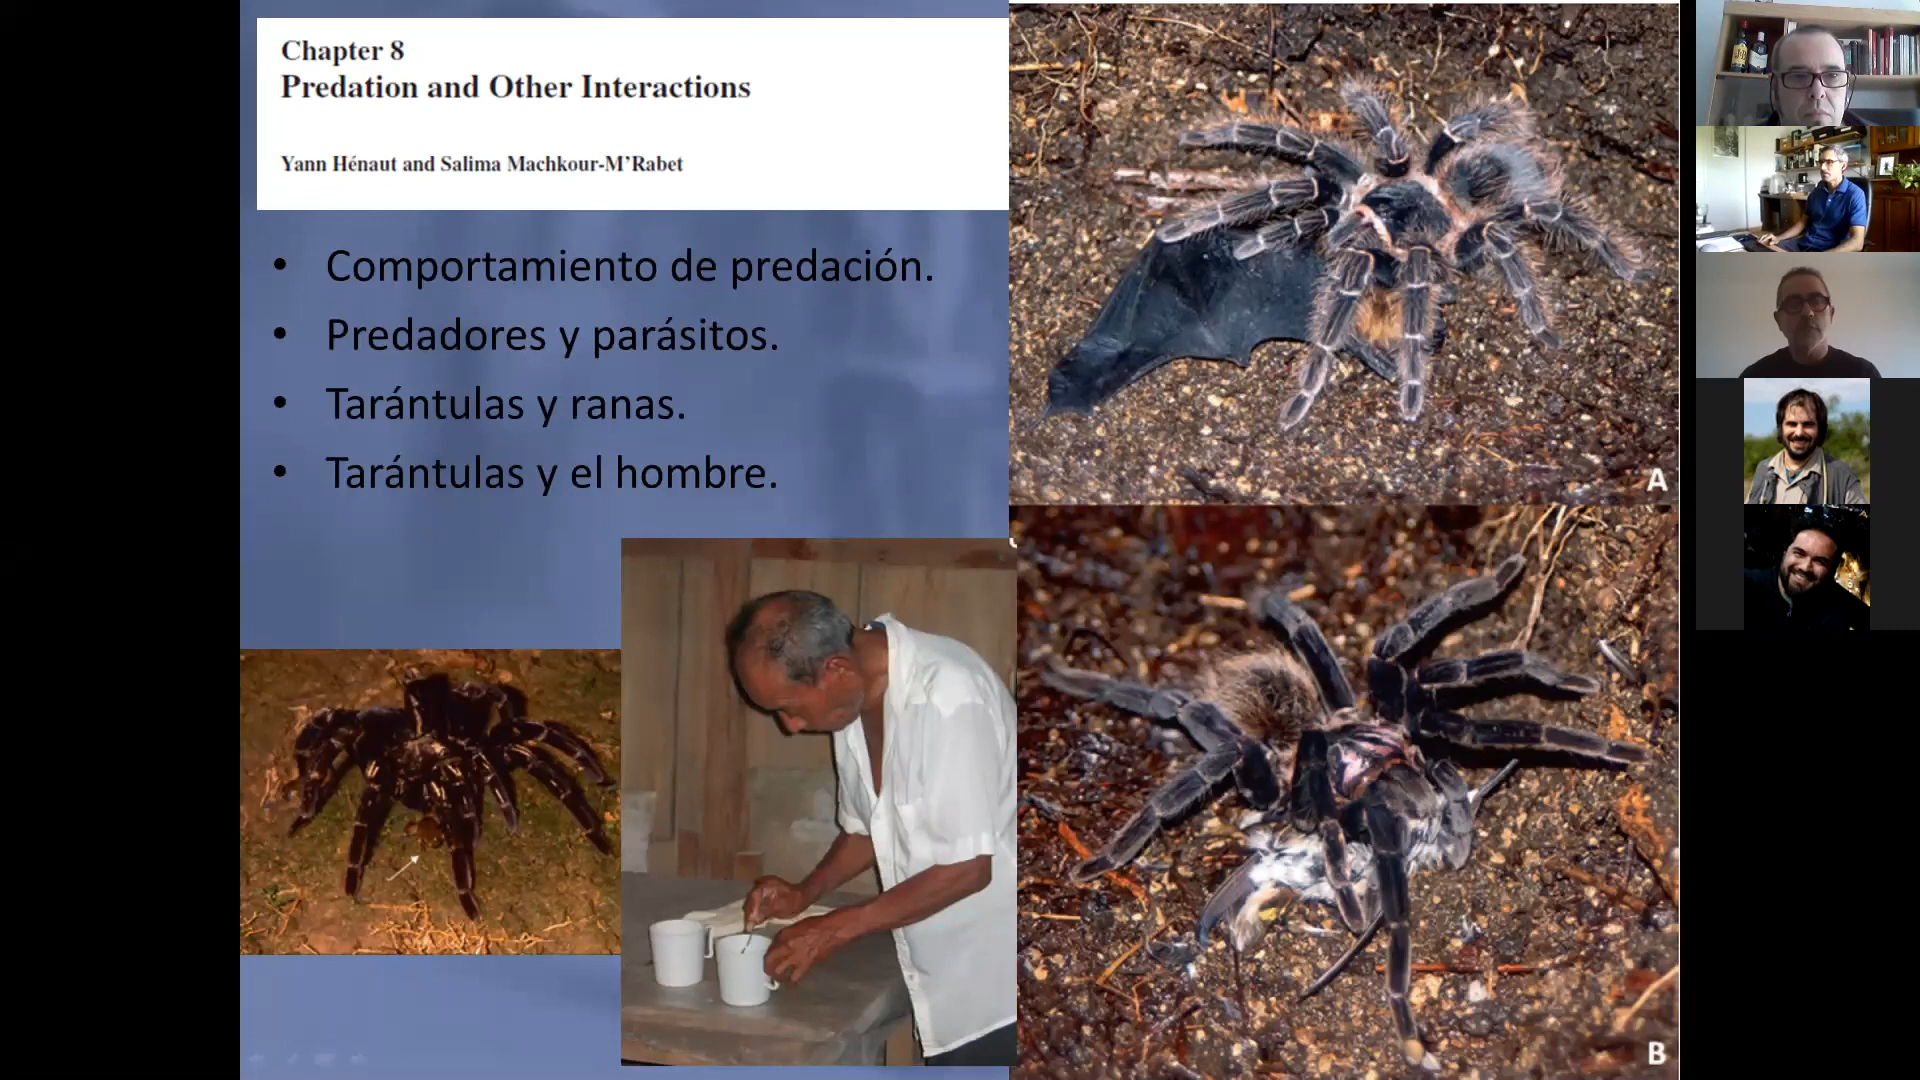 Chapter 8
Predation and Other Interactions
Yann Hénaut and Salima Machkour-M'Rabet
• Comportamiento de predación.
• Predadores y parásitos.
• Tarántulas y ranas.
• Tarántulas y el hombre.
A
B